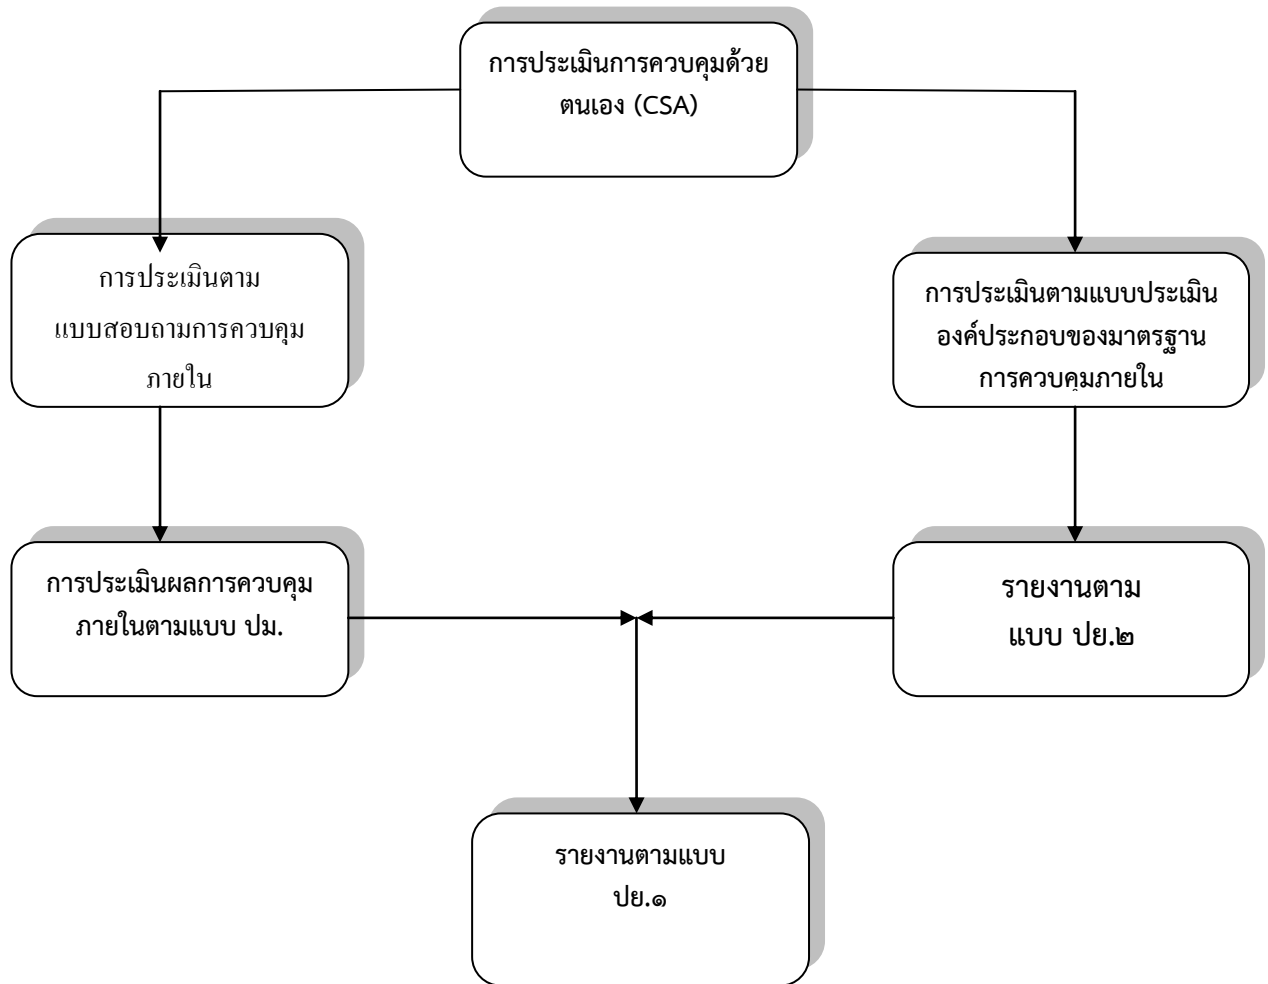 การประเมินการควบคุมด้วย
ตนเอง (CSA)
การประเมินตาม
แบบสอบถามการควบคุม
ภายใน
การประเมินตามแบบประเมิน
องค์ประกอบของมาตรฐาน
การควบคุมภายใน
การประเมินผลการควบคุม
ภายในตามแบบ ปม.
รายงานตาม
แบบ ปย.๒
รายงานตามแบบ
ปย.๑